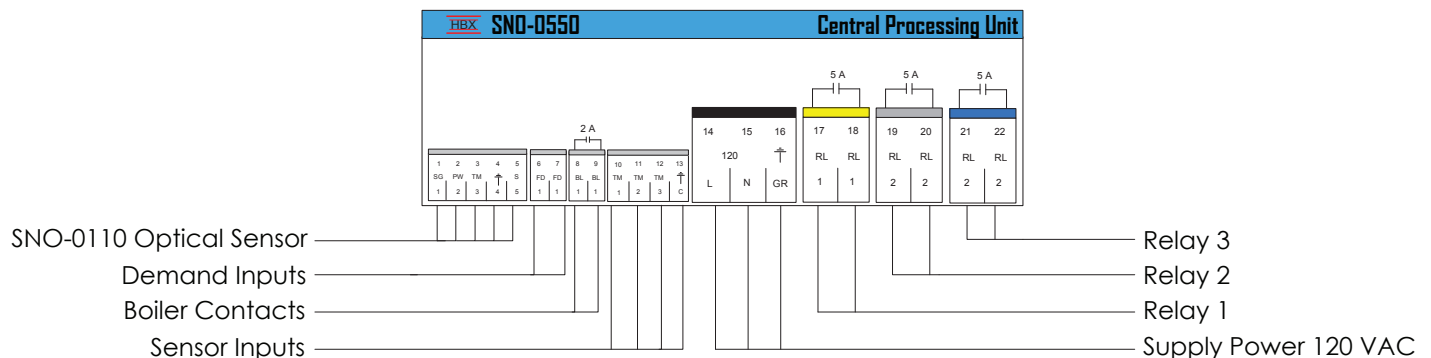 HBX SNO-0550 Central Processing Unit
5 A 5 A 5 A
2 A
14 15 16 17 18 19 20 21 22
120 RL RL RL RL RL RL
L N GR 1 1 2 2 2 2
1 2 3 4 5 6 7 8 9 10 11 12 13
SG PW TM S FD FD BL BL TM TM TM
1 2 3 4 5 1 1 1 1 1 2 3 C
SNO-0110 Optical Sensor
Demand Inputs
Boiler Contacts
Sensor Inputs
Relay 3
Relay 2
Relay 1
Supply Power 120 VAC